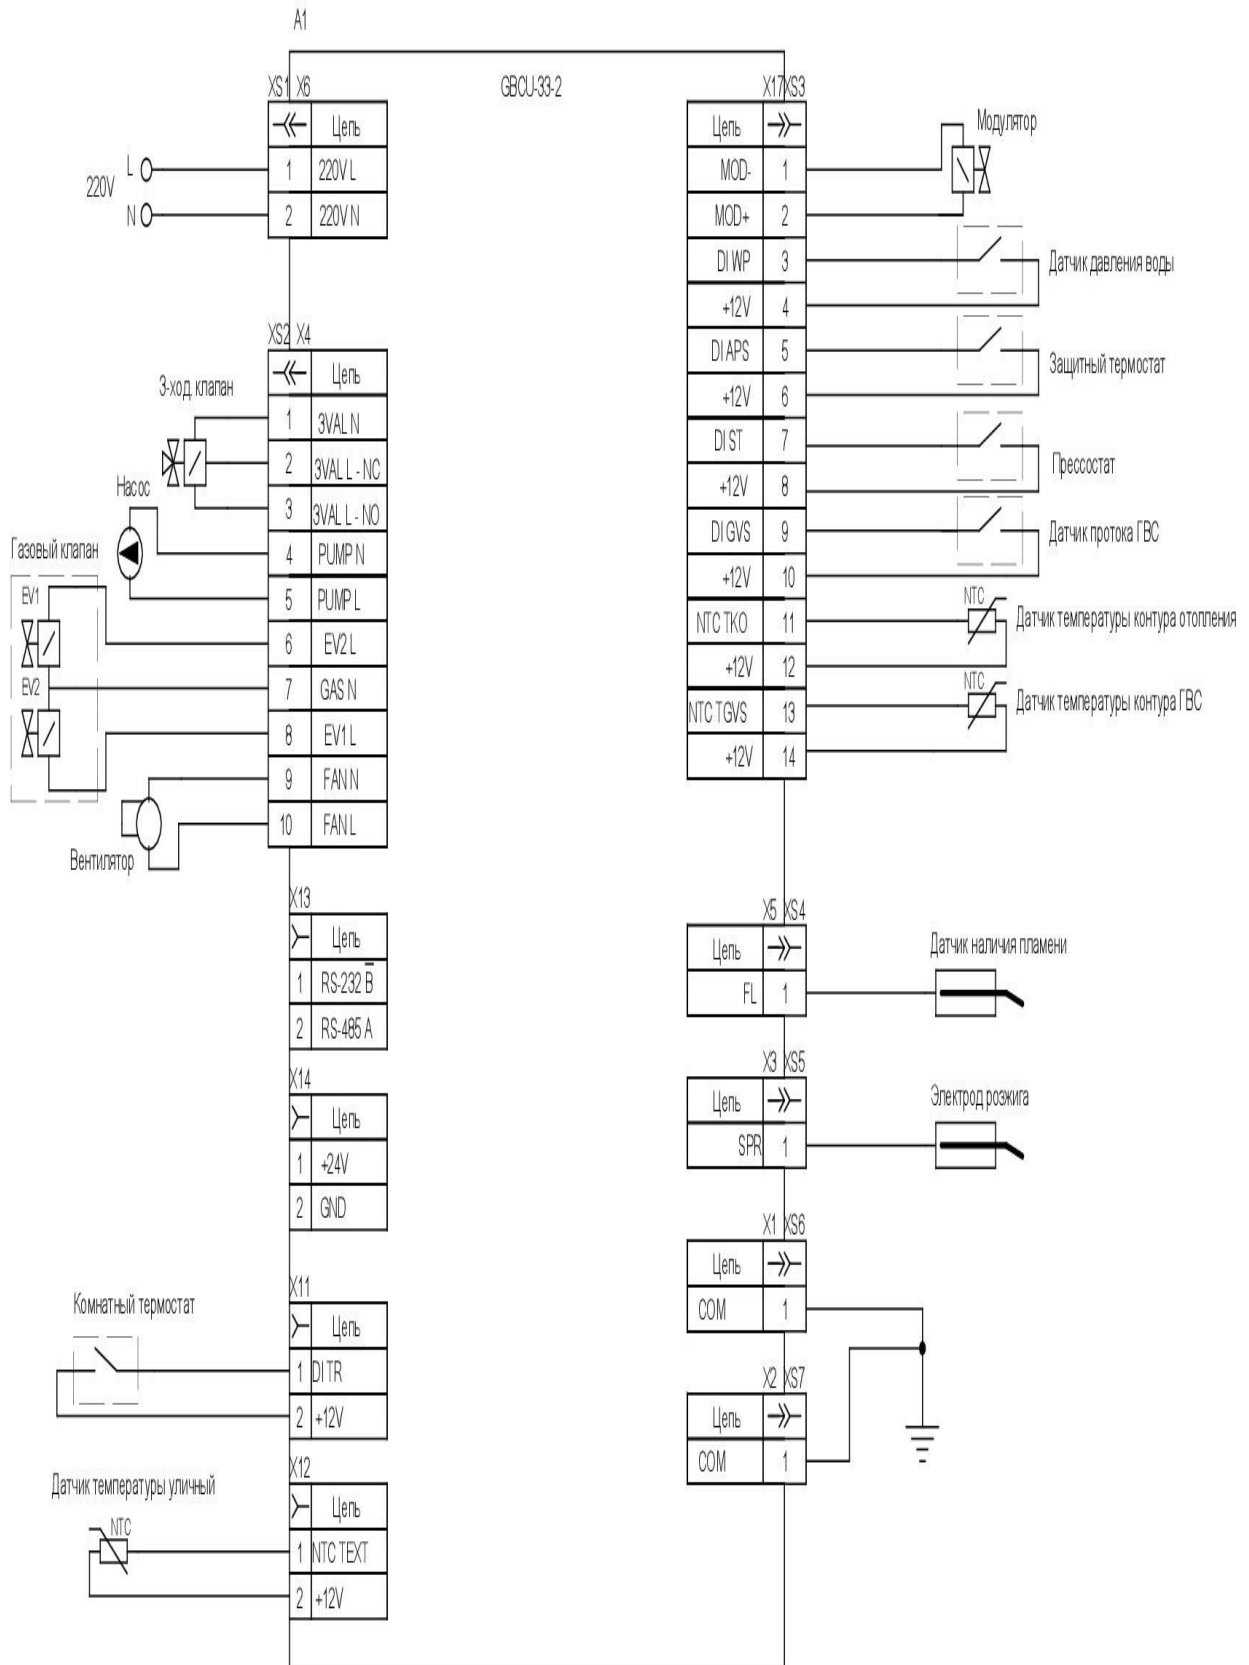 A1
GBCU-33-2
XS1 X6
Цепь
1 220V L
2 220V N
220V
L
N
XS2 X4
Цепь
1 3VAL N
2 3VAL L - NC
3 3VAL L - NO
4 PUMP N
5 PUMP L
6 EV2 L
7 GAS N
8 EV1 L
9 FAN N
10 FAN L
3-ход. клапан
Насос
Газовый клапан
EV1
EV2
Вентилятор
X13
Цепь
1 RS-232 B̅
2 RS-485 A
X14
Цепь
1 +24V
2 GND
X11
Цепь
1 DI TR
2 +12V
Комнатный термостат
X12
Цепь
1 NTC TEXT
2 +12V
Датчик температуры уличный
NTC
X17 XS3
Цепь
MOD- 1
MOD+ 2
DI WP 3
+12V 4
DI APS 5
+12V 6
DI ST 7
+12V 8
DI GVS 9
+12V 10
NTC TKO 11
+12V 12
NTC TGVS 13
+12V 14
Модулятор
Датчик давления воды
Защитный термостат
Прессостат
Датчик протока ГВС
NTC
Датчик температуры контура отопления
NTC
Датчик температуры контура ГВС
X5 XS4
Цепь
FL 1
Датчик наличия пламени
X3 XS5
Цепь
SPR 1
Электрод розжига
X1 XS6
Цепь
COM 1
X2 XS7
Цепь
COM 1